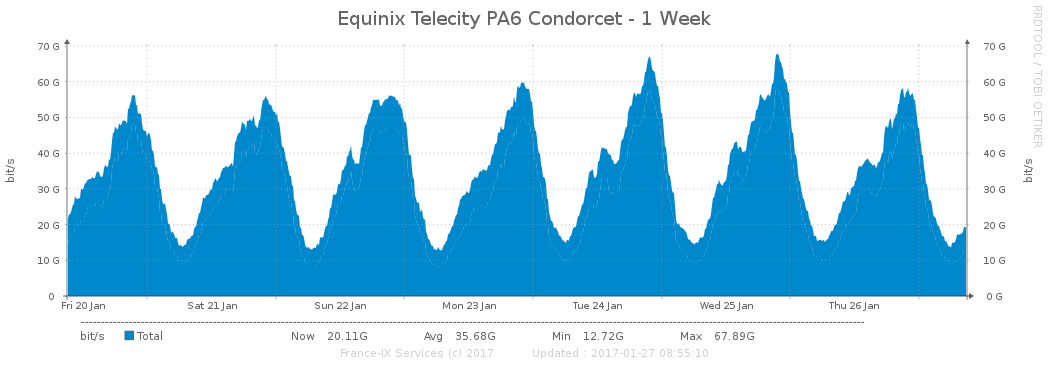 Equinix Telecity PA6 Condorcet - 1 Week
RRDTOOL / TOBI OETIKER
bit/s
70 G
60 G
50 G
40 G
30 G
20 G
10 G
0
70 G
60 G
50 G
40 G
30 G
20 G
10 G
0 G
bit/s
Fri 20 Jan Sat 21 Jan Sun 22 Jan Mon 23 Jan Tue 24 Jan Wed 25 Jan Thu 26 Jan
bit/s Total Now 20.11G Avg 35.68G Min 12.72G Max 67.89G
France-IX Services (c) 2017 Updated : 2017-01-27 08:55:10